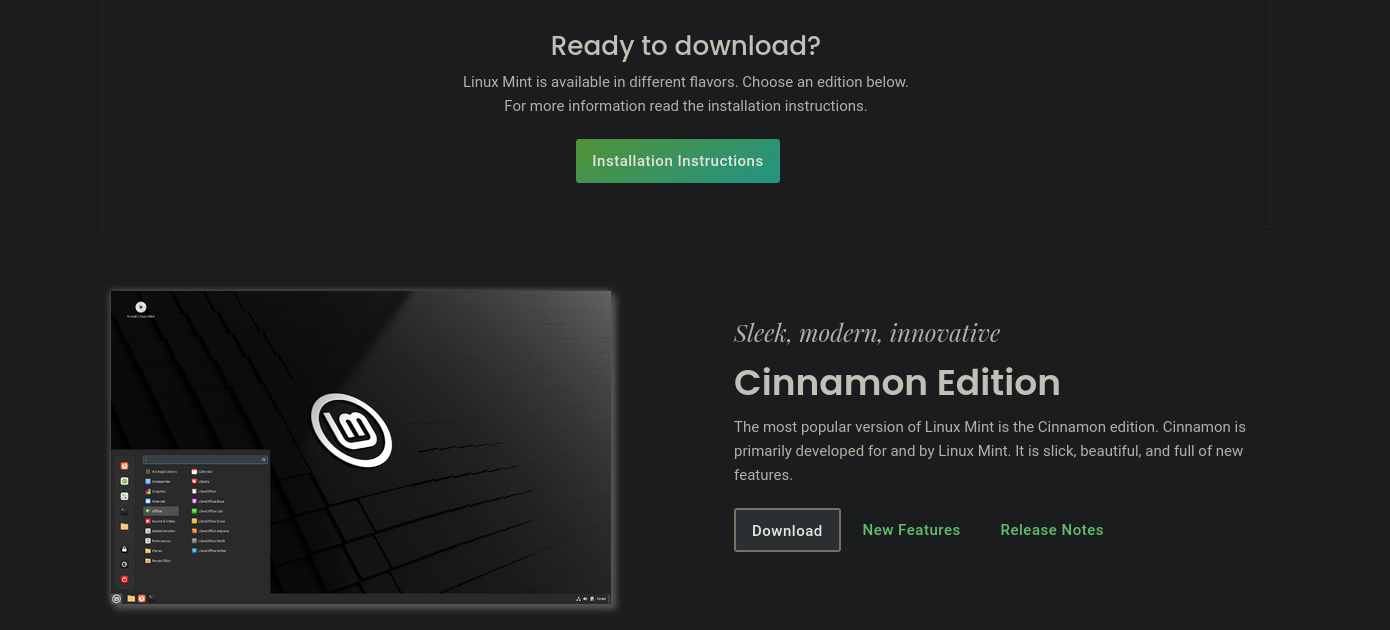 Ready to download?
Linux Mint is available in different flavors. Choose an edition below.
For more information read the installation instructions.
Installation Instructions
Install Linux Mint
All Applications
Accessories
Graphics
Internet
Office
Sound & Video
Administration
Preferences
Places
Recent Files
Calendar
Library
LibreOffice
LibreOffice Base
LibreOffice Calc
LibreOffice Draw
LibreOffice Impress
LibreOffice Math
LibreOffice Writer
Sleek, modern, innovative
Cinnamon Edition
The most popular version of Linux Mint is the Cinnamon edition. Cinnamon is
primarily developed for and by Linux Mint. It is slick, beautiful, and full of new
features.
Download
New Features
Release Notes